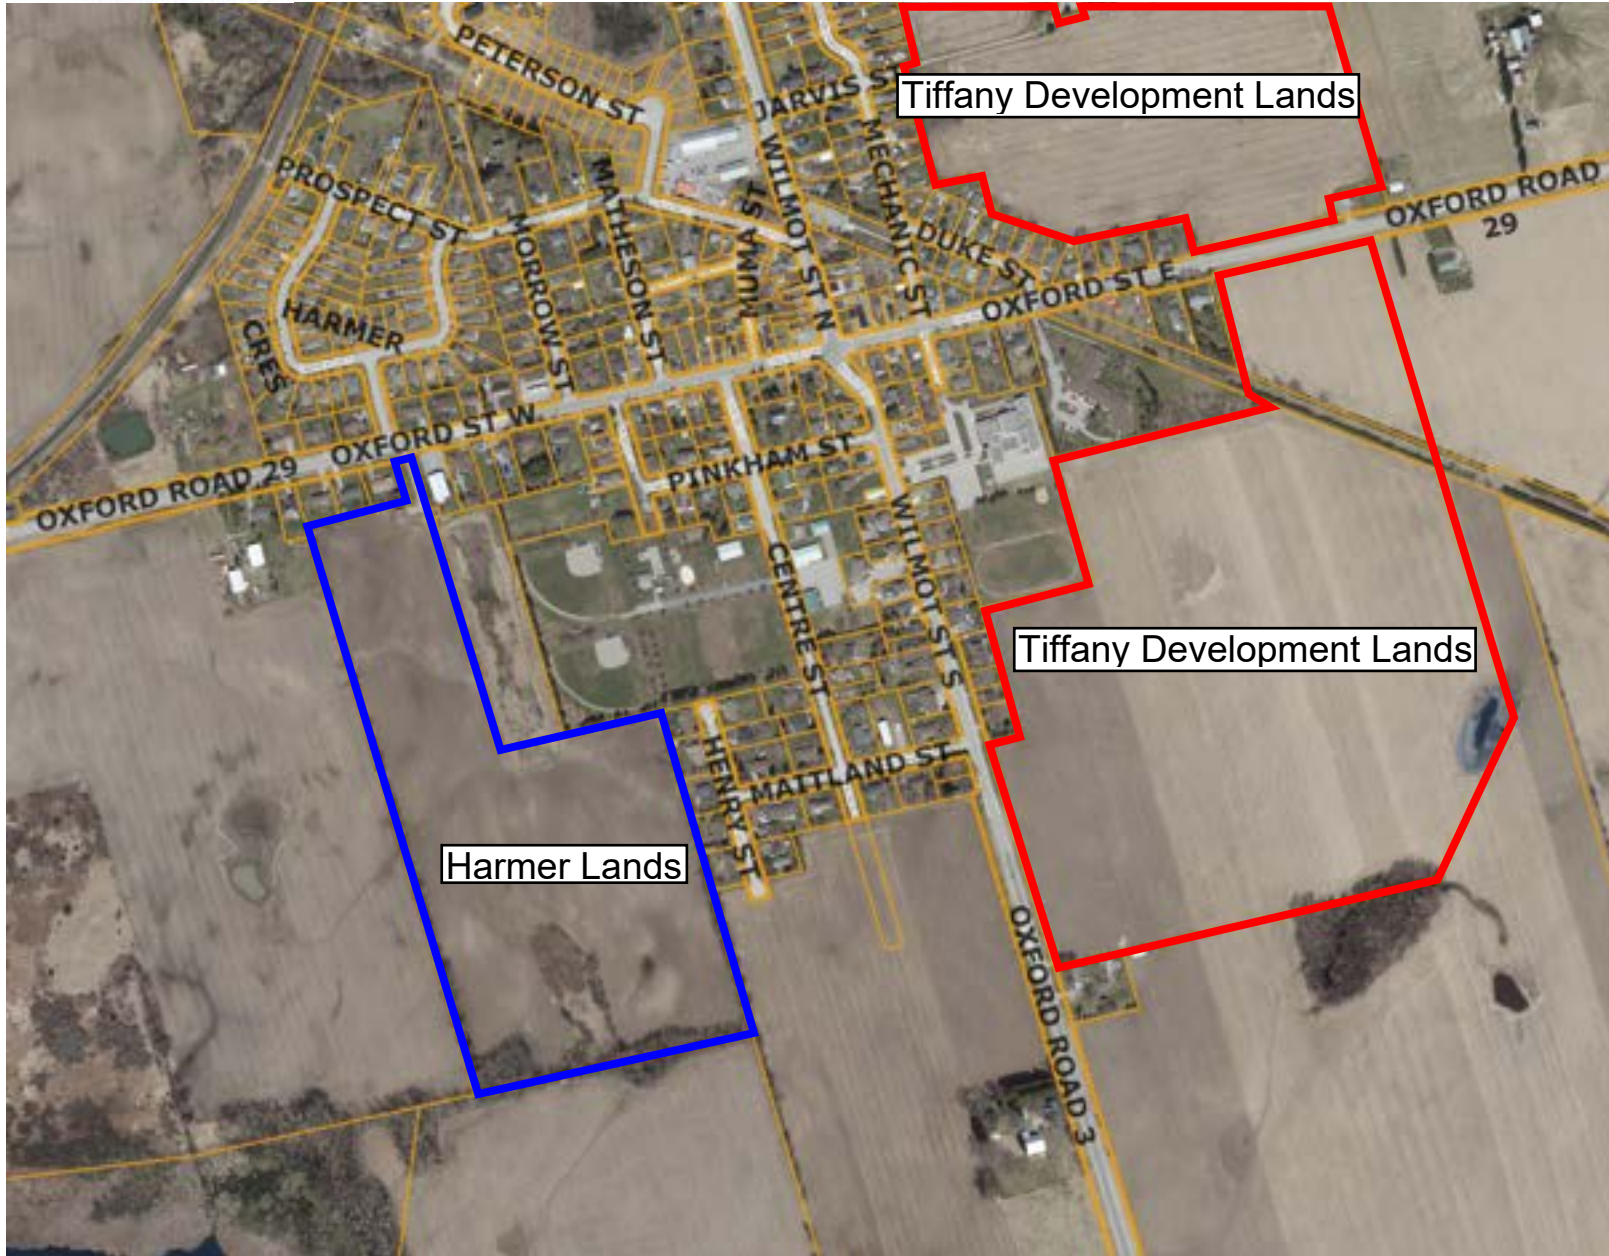 PETERSON ST
JARVIS ST
Tiffany Development Lands
WILMOT ST N
MECHANIC ST
PROSPECT ST
MATHESON ST
MORROW ST
HUMA ST
DUKE ST
OXFORD ROAD
29
OXFORD ST E
HARMER
CRES
OXFORD ST W
OXFORD ROAD 29
PINKHAM ST
CENTRE ST
WILMOT ST S
Tiffany Development Lands
HENRY ST
MAITLAND ST
Harmer Lands
OXFORD ROAD 3